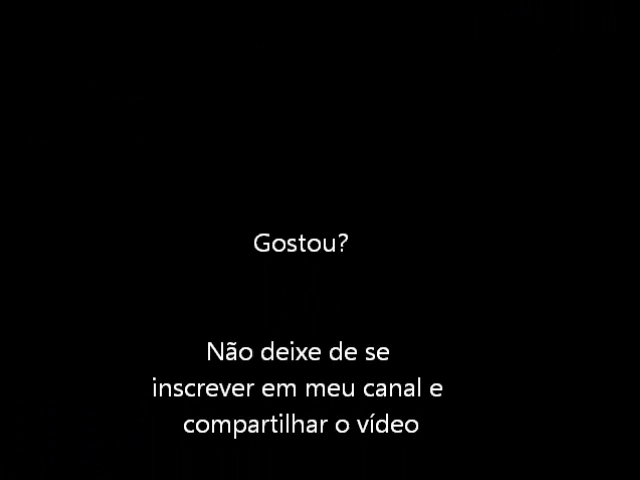 Gostou?
Não deixe de se
inscrever em meu canal e
compartilhar o vídeo